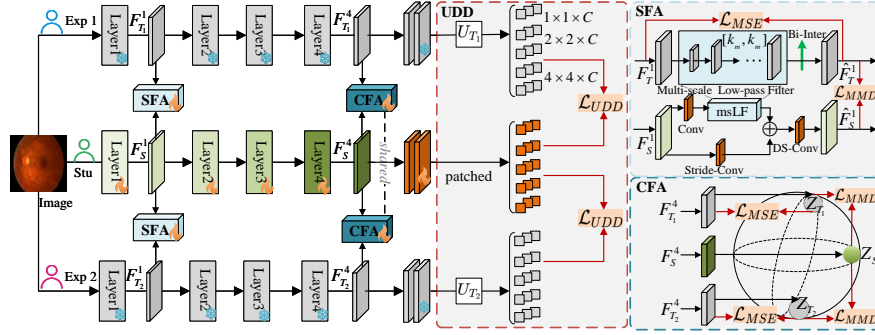 Exp 1
Layer1
F_{T_1}^1
Layer2
Layer3
Layer4
F_{T_1}^4
SFA
CFA
Image
Stu
Layer1
F_S^1
Layer2
Layer3
Layer4
F_S^4
shared
SFA
CFA
Exp 2
Layer1
F_{T_2}^1
Layer2
Layer3
Layer4
F_{T_2}^4
UDD
U_{T_1}
1×1×C
2×2×C
4×4×C
L_{UDD}
patched
L_{UDD}
U_{T_2}
SFA
L_{MSE}
[k_m, k_m]
Bi-Inter
F_T^1
F̂_T^1
Multi-scale Low-pass Filter
L_{MMD}
msLF
Conv
F_S^1
F̂_S^1
DS-Conv
Stride-Conv
CFA
F_{T_1}^4
Z_{T_1}
L_{MSE}
L_{MMD}
F_S^4
Z_S
F_{T_2}^4
Z_{T_2}
L_{MSE}
L_{MMD}